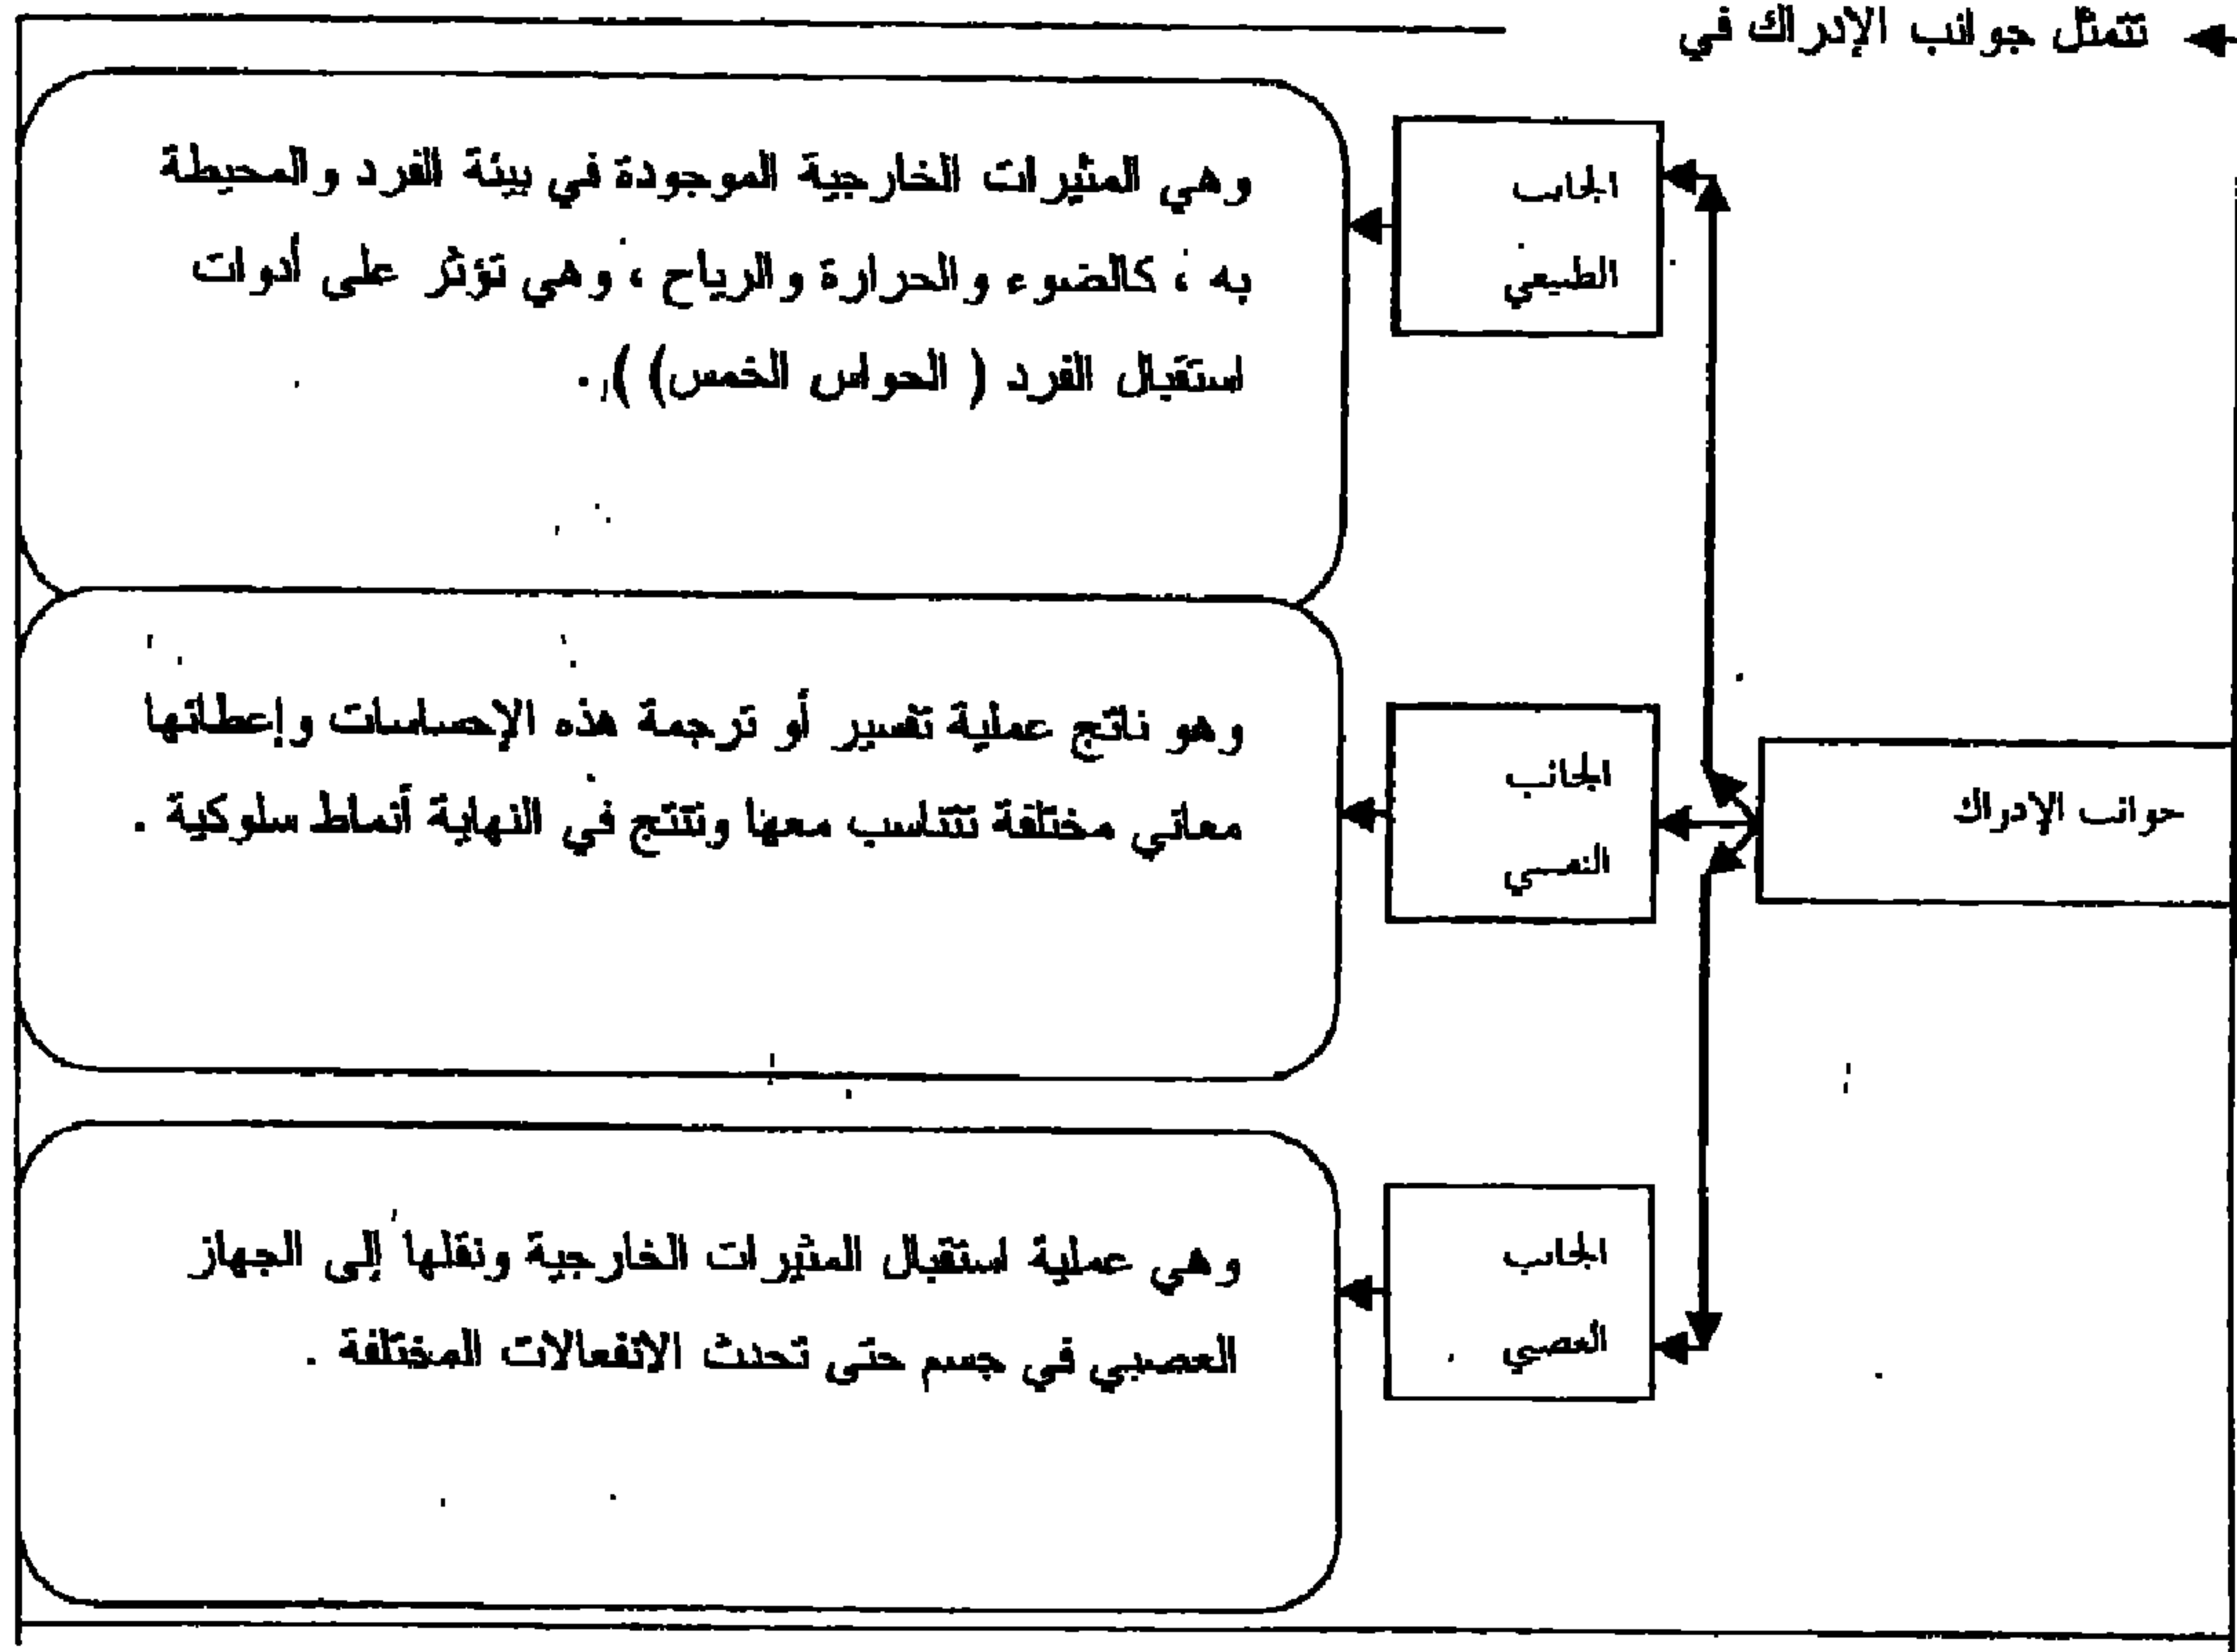 تتمثل جوانب الإدراك في
جوانب الإدراك
الجانب
الطبيعي
وهي المثيرات الخارجية الموجودة في بيئة الفرد والمحيطة
به ، كالضوء والحرارة والرياح ، وهي تؤثر على أدوات
استقبال الفرد ( الحواس الخمس) ).
الجانب
النفسي
وهو ناتج عملية تفسير أو ترجمة هذه الإحساسات وإعطائها
معاني مختلفة تتناسب معها وتنتج في النهاية أنماط سلوكية .
الجانب
العصبي
وهي عملية استقبال المثيرات الخارجية ونقلها إلى الجهاز
العصبي في جسم حتى تحدث الانفعالات المختلفة .